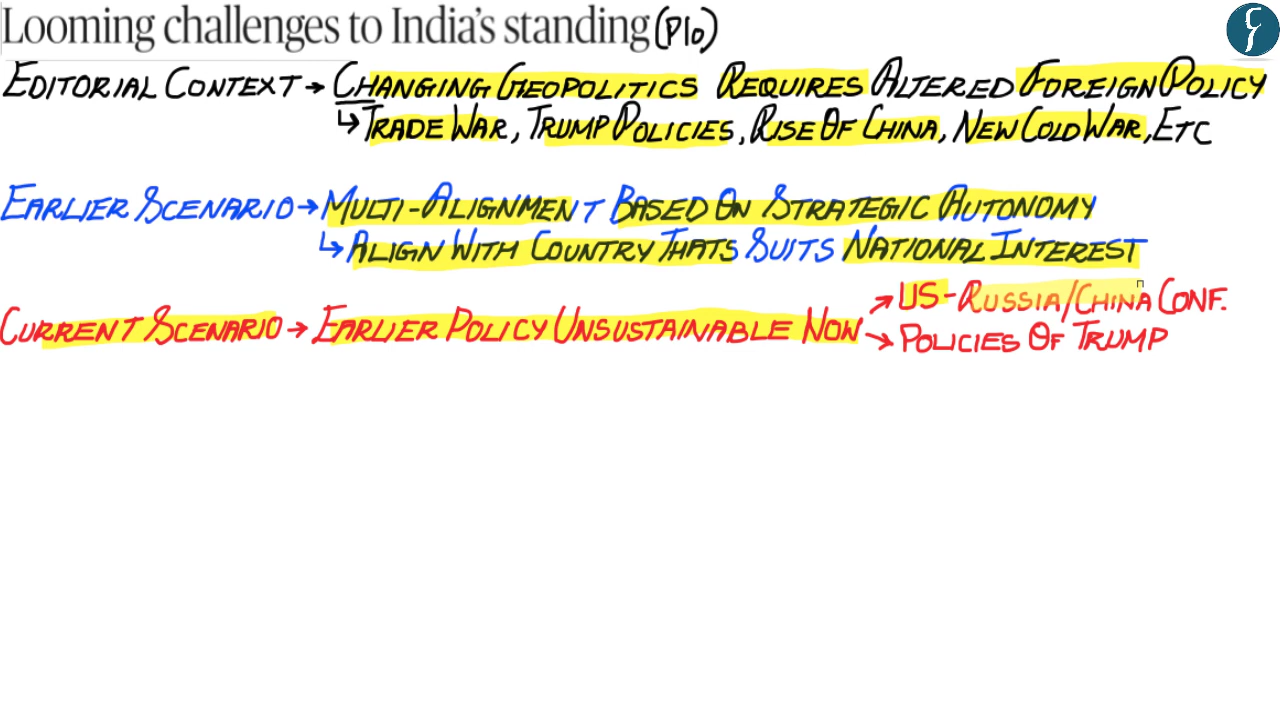 Looming challenges to India's standing (P10)
EDITORIAL CONTEXT → CHANGING GEOPOLITICS REQUIRES ALTERED FOREIGN POLICY
↳ TRADE WAR, TRUMP POLICIES, RISE OF CHINA, NEW COLD WAR, ETC
EARLIER SCENARIO → MULTI-ALIGNMENT BASED ON STRATEGIC AUTONOMY
↳ ALIGN WITH COUNTRY THATS SUITS NATIONAL INTEREST
CURRENT SCENARIO → EARLIER POLICY UNSUSTAINABLE NOW
→ US-RUSSIA/CHINA CONF.
→ POLICIES OF TRUMP